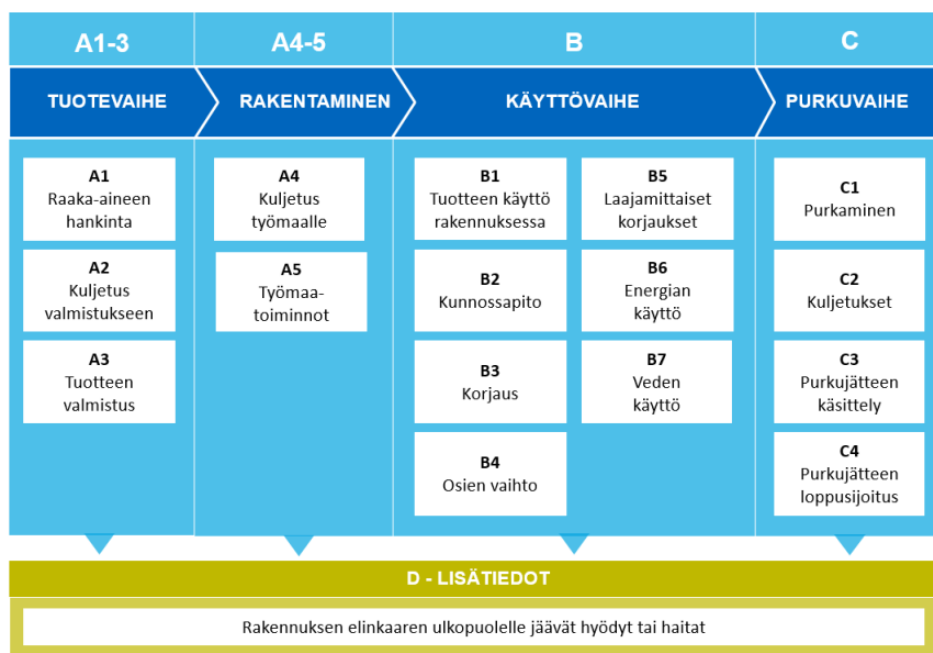 A1-3
A4-5
B
C
TUOTEVAIHE
RAKENTAMINEN
KÄYTTÖVAIHE
PURKUVAIHE
A1
Raaka-aineen
hankinta
A2
Kuljetus
valmistukseen
A3
Tuotteen
valmistus
A4
Kuljetus
työmaalle
A5
Työmaa-
toiminnot
B1
Tuotteen käyttö
rakennuksessa
B2
Kunnossapito
B3
Korjaus
B4
Osien vaihto
B5
Laajamittaiset
korjaukset
B6
Energian
käyttö
B7
Veden
käyttö
C1
Purkaminen
C2
Kuljetukset
C3
Purkujätteen
käsittely
C4
Purkujätteen
loppusijoitus
D - LISÄTIEDOT
Rakennuksen elinkaaren ulkopuolelle jäävät hyödyt tai haitat